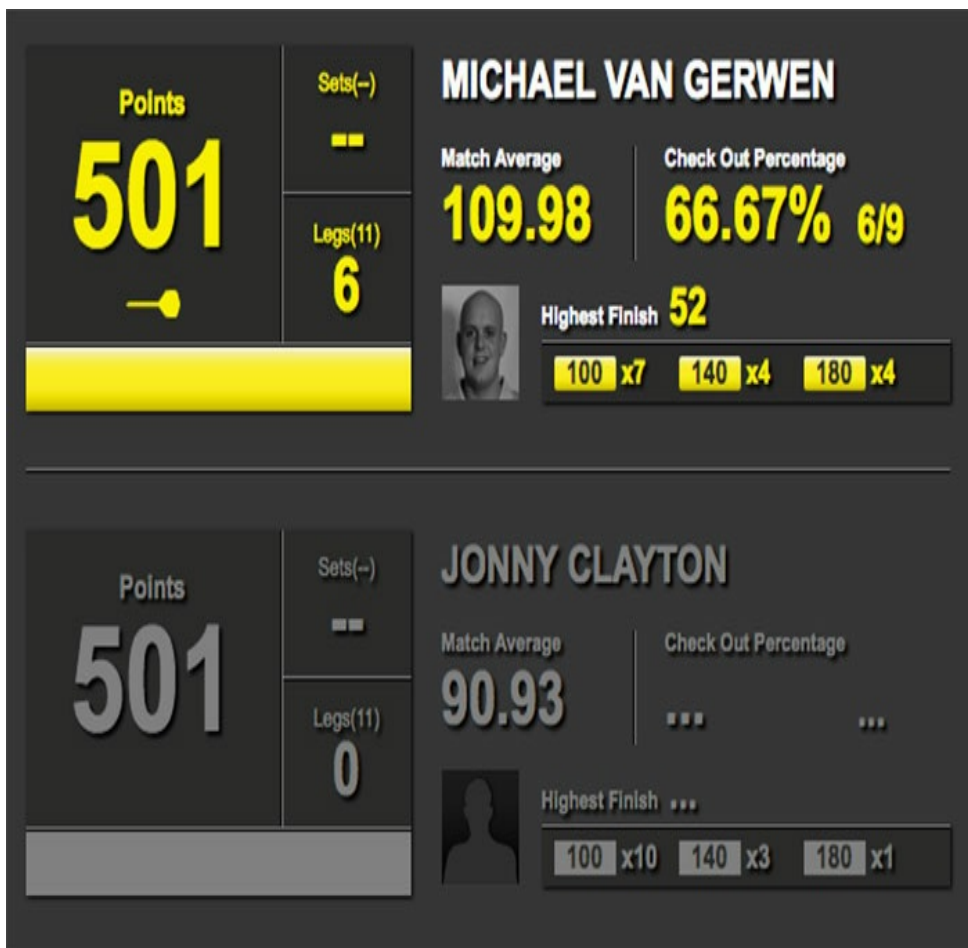 Points
501
Sets(--)
--
Legs(11)
6
MICHAEL VAN GERWEN
Match Average
109.98
Check Out Percentage
66.67% 6/9
Highest Finish 52
100 x7 140 x4 180 x4
Points
501
Sets(--)
--
Legs(11)
0
JONNY CLAYTON
Match Average
90.93
Check Out Percentage
... ...
Highest Finish ...
100 x10 140 x3 180 x1